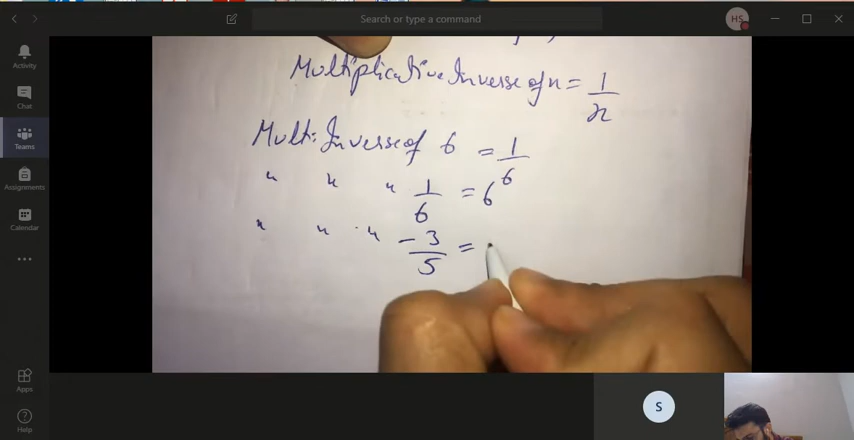 Search or type a command
HS
Activity
Chat
Teams
Assignments
Calendar
Apps
Help
Multiplicative Inverse of n = 1/n
Mult: Inverse of 6 = 1/6
" " " 1/6 = 6
" " " -3/5 =
S